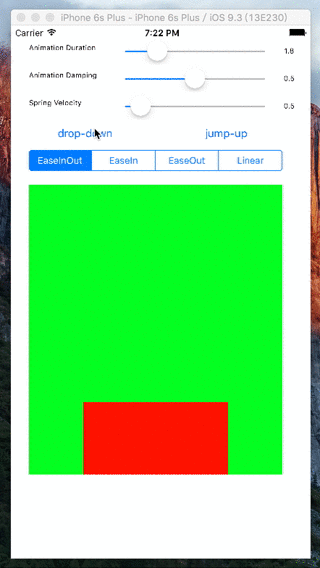 iPhone 6s Plus - iPhone 6s Plus / iOS 9.3 (13E230)
Carrier 7:22 PM
Animation Duration 1.8
Animation Damping 0.5
Spring Velocity 0.5
drop-down jump-up
EaseInOut EaseIn EaseOut Linear